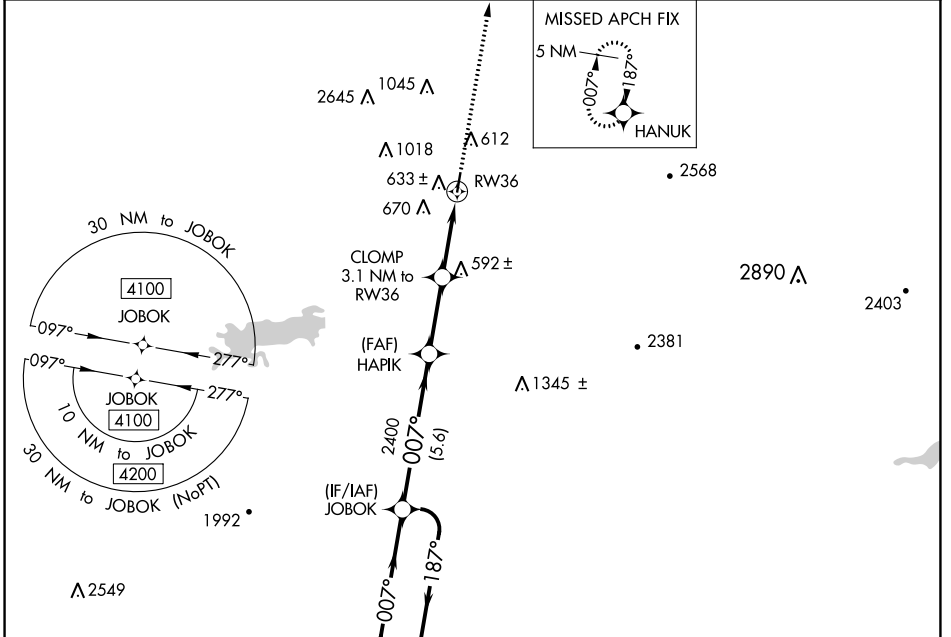 MISSED APCH FIX
5 NM
007°
187°
HANUK
2645
1045
1018
612
633 ±
RW36
670
2568
30 NM to JOBOK
4100
JOBOK
097°
277°
097°
277°
JOBOK
4100
10 NM to JOBOK
4200
30 NM to JOBOK (NoPT)
CLOMP
3.1 NM to
RW36
592 ±
2890
2403
(FAF)
HAPIK
2381
1345 ±
2400
007°
(5.6)
(IF/IAF)
JOBOK
1992
187°
007°
2549